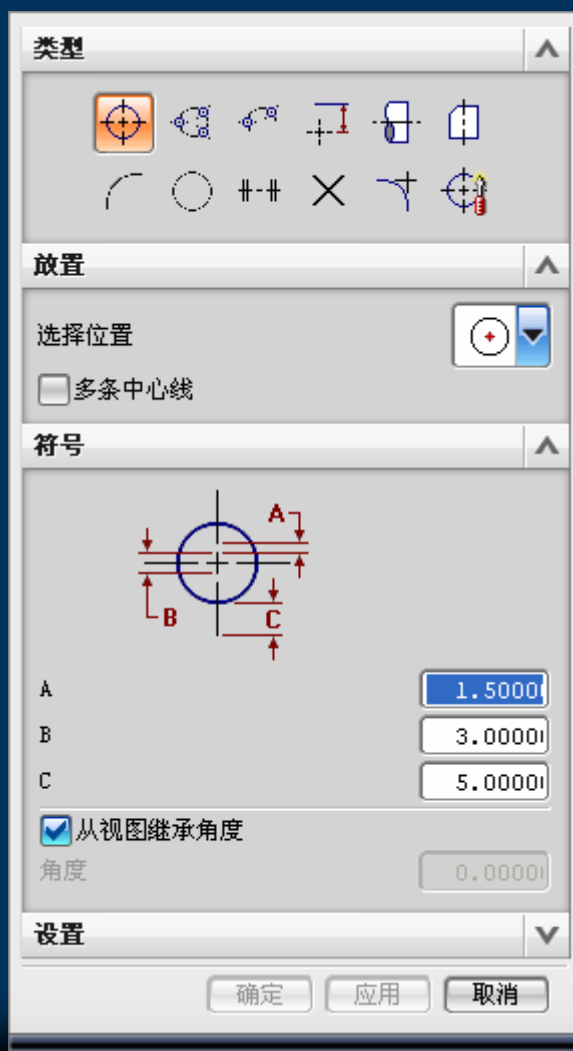 类型
放置
选择位置
多条中心线
符号
A
B
C
A 1.5000
B 3.0000
C 5.0000
从视图继承角度
角度 0.0000
设置
确定 应用 取消